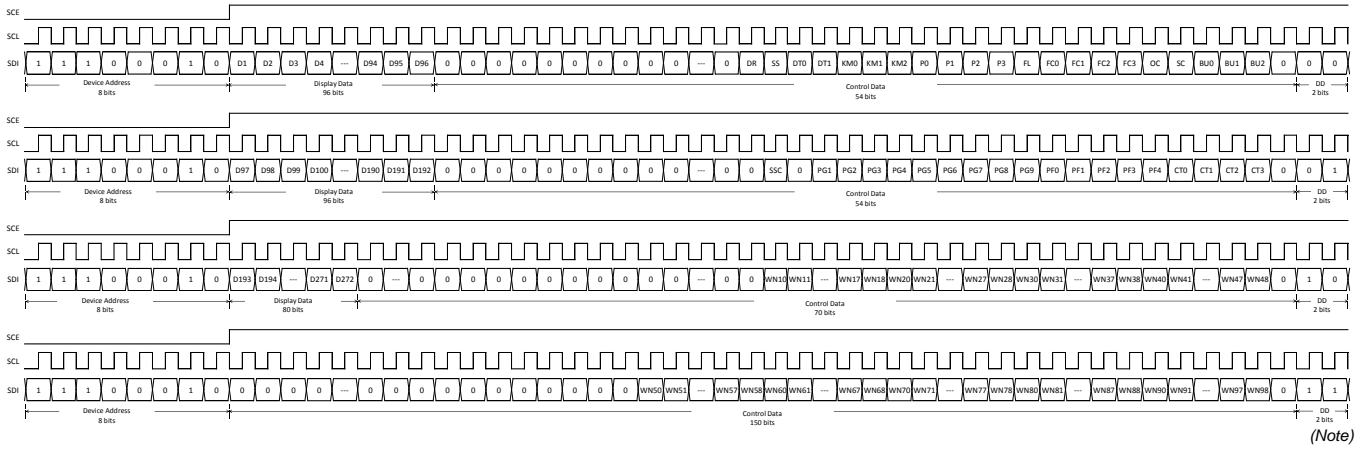 SCE
SCL
SDI 1 1 1 0 0 0 1 0 D1 D2 D3 D4 --- D94 D95 D96 0 0 0 0 0 0 0 0 0 0 --- 0 DR SS DT0 DT1 KM0 KM1 KM2 P0 P1 P2 P3 FL FC0 FC1 FC2 FC3 OC SC BU0 BU1 BU2 0 0 0
Device Address Display Data Control Data DD
8 bits 96 bits 54 bits 2 bits
SCE
SCL
SDI 1 1 1 0 0 0 1 0 D97 D98 D99 D100 --- D190 D191 D192 0 0 0 0 0 0 0 0 0 0 --- 0 0 SSC 0 PG1 PG2 PG3 PG4 PG5 PG6 PG7 PG8 PG9 PF0 PF1 PF2 PF3 PF4 CT0 CT1 CT2 CT3 0 0 1
Device Address Display Data Control Data DD
8 bits 96 bits 54 bits 2 bits
SCE
SCL
SDI 1 1 1 0 0 0 1 0 D193 D194 --- D271 D272 0 --- 0 0 0 0 0 0 0 0 0 0 0 --- 0 0 WN10 WN11 --- WN17 WN18 WN20 WN21 --- WN27 WN28 WN30 WN31 --- WN37 WN38 WN40 WN41 --- WN47 WN48 0 1 0
Device Address Display Data Control Data DD
8 bits 80 bits 70 bits 2 bits
SCE
SCL
SDI 1 1 1 0 0 0 1 0 0 0 0 0 --- 0 0 0 0 0 0 0 0 0 0 0 WN50 WN51 --- WN57 WN58 WN60 WN61 --- WN67 WN68 WN70 WN71 --- WN77 WN78 WN80 WN81 --- WN87 WN88 WN90 WN91 --- WN97 WN98 0 1 1
Device Address Control Data DD
8 bits 150 bits 2 bits
(Note)